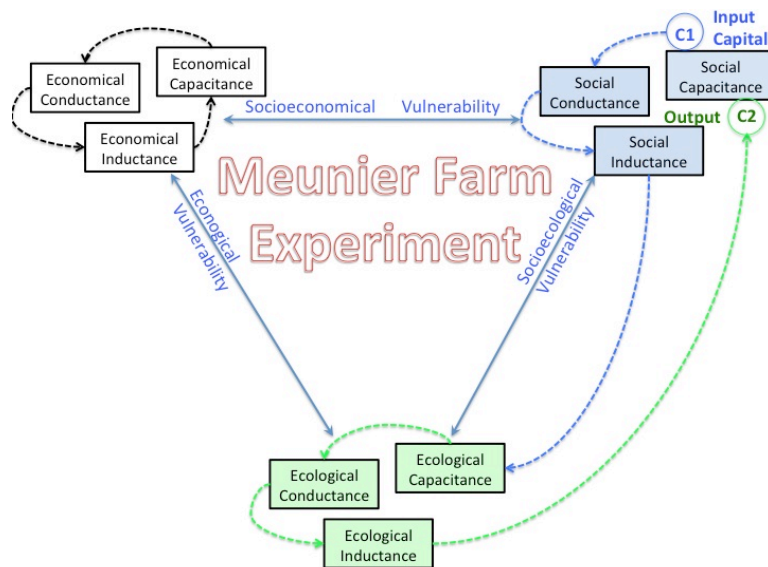 C1
Input
Capital
Economical
Capacitance
Economical
Conductance
Social
Capacitance
Social
Conductance
Socioeconomical Vulnerability
Output
C2
Economical
Inductance
Social
Inductance
Meunier Farm
Experiment
Econogical
Vulnerability
Socioecological
Vulnerability
Ecological
Capacitance
Ecological
Conductance
Ecological
Inductance